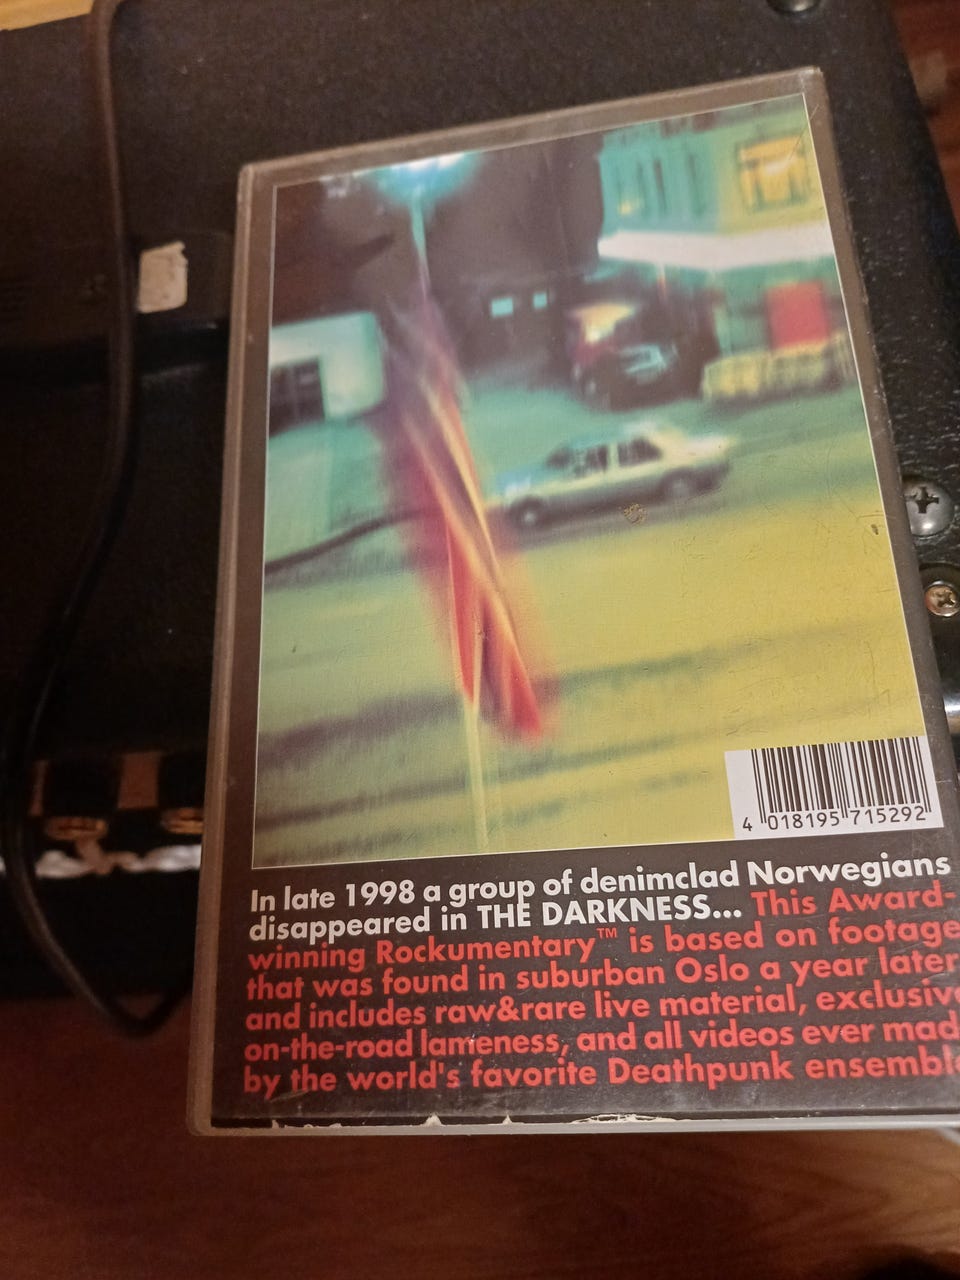 4 018195 715292
In late 1998 a group of denimclad Norwegians
disappeared in THE DARKNESS... This Award-
winning Rockumentary™ is based on footage
that was found in suburban Oslo a year later
and includes raw&rare live material, exclusive
on-the-road lameness, and all videos ever mad
by the world's favorite Deathpunk ensemble